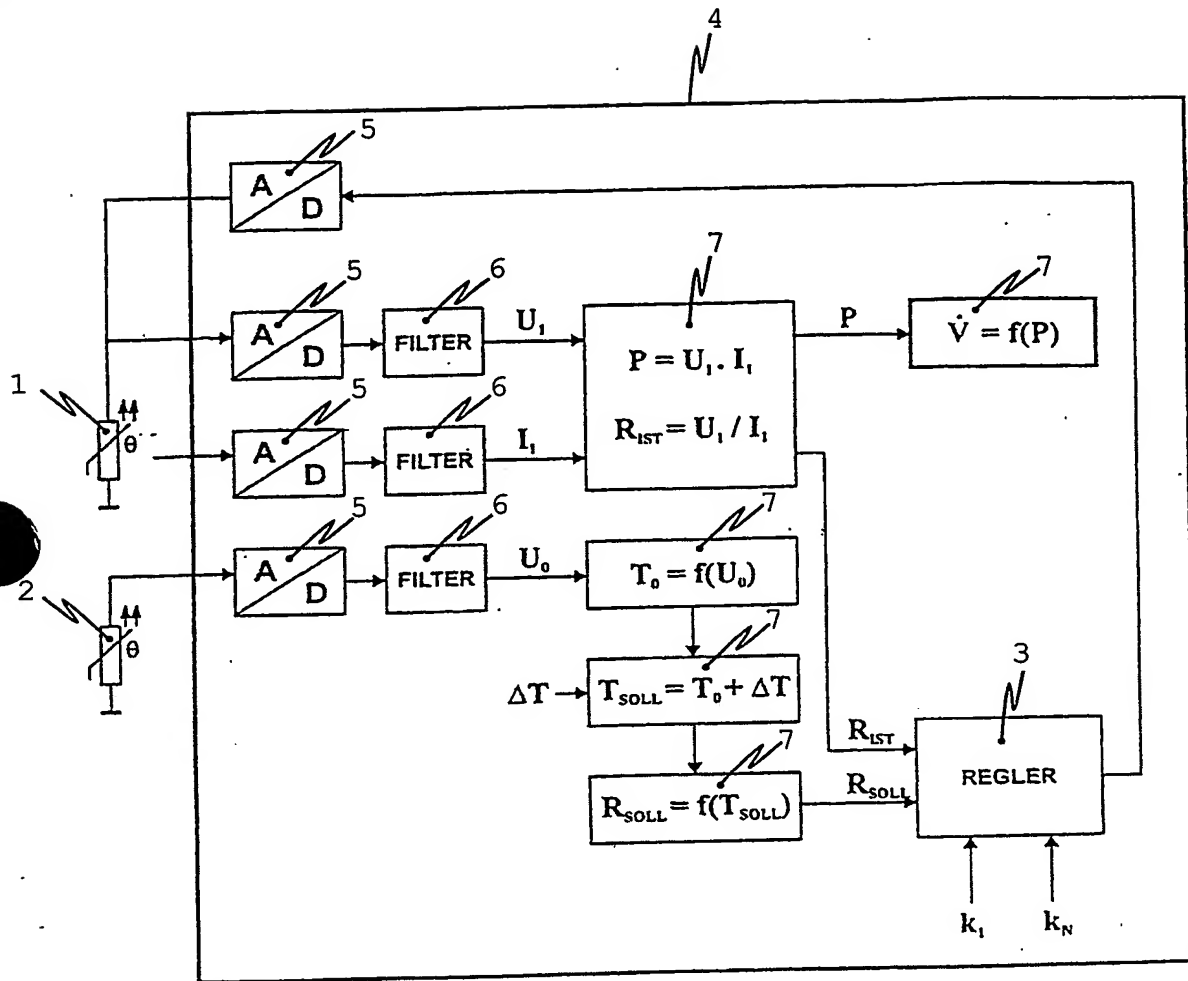 4
5
A D
5
6
7
7
A D
FILTER
U₁
P = U₁ . I₁
P
V̇ = f(P)
1
θ
5
6
A D
FILTER
I₁
R_IST = U₁ / I₁
5
6
7
A D
FILTER
U₀
T₀ = f(U₀)
2
θ
7
ΔT
T_SOLL = T₀ + ΔT
3
7
R_IST
REGLER
R_SOLL = f(T_SOLL)
R_SOLL
k₁
k_N